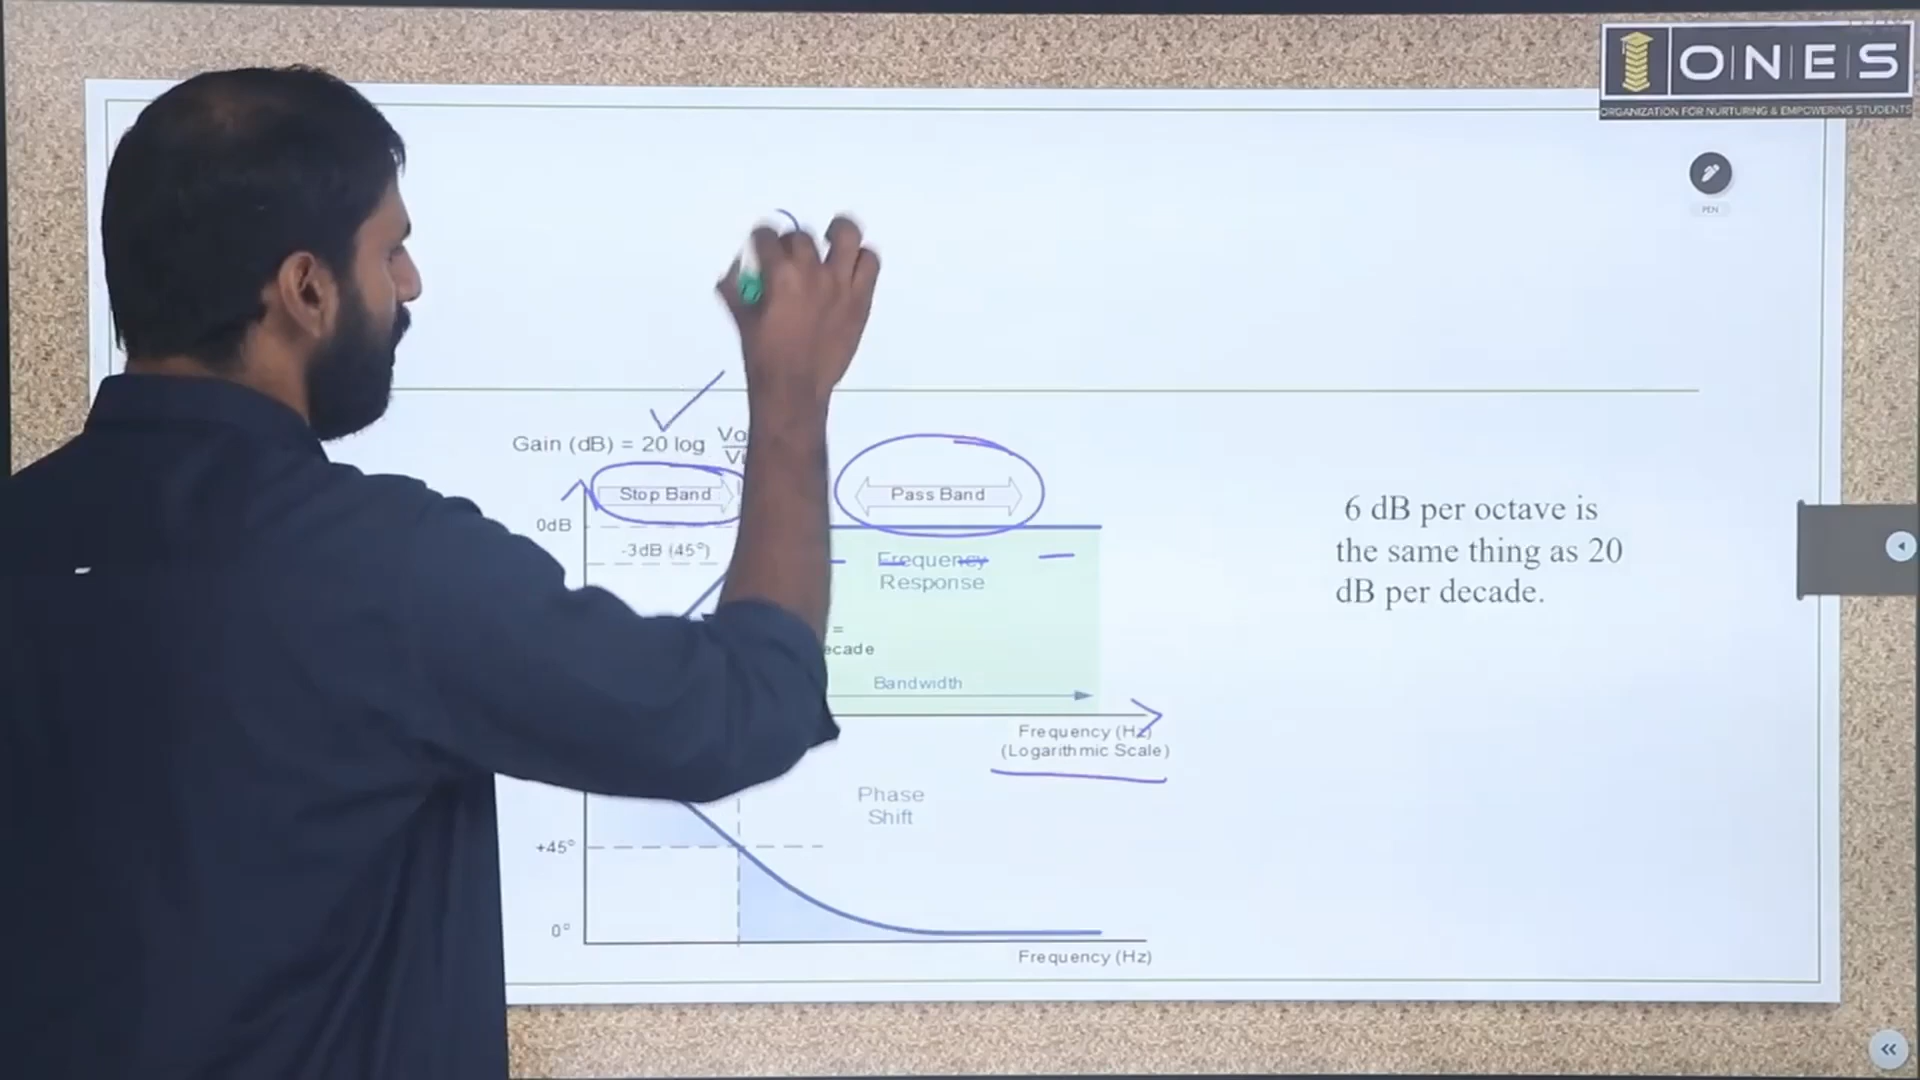 ONES
ORGANIZATION FOR NURTURING & EMPOWERING STUDENTS
PEN
Gain (dB) = 20 log
Stop Band
Pass Band
0dB
-3dB (45°)
Frequency
Response
=
Bandwidth
Frequency (Hz)
(Logarithmic Scale)
Phase
Shift
+45°
0°
Frequency (Hz)
6 dB per octave is
the same thing as 20
dB per decade.